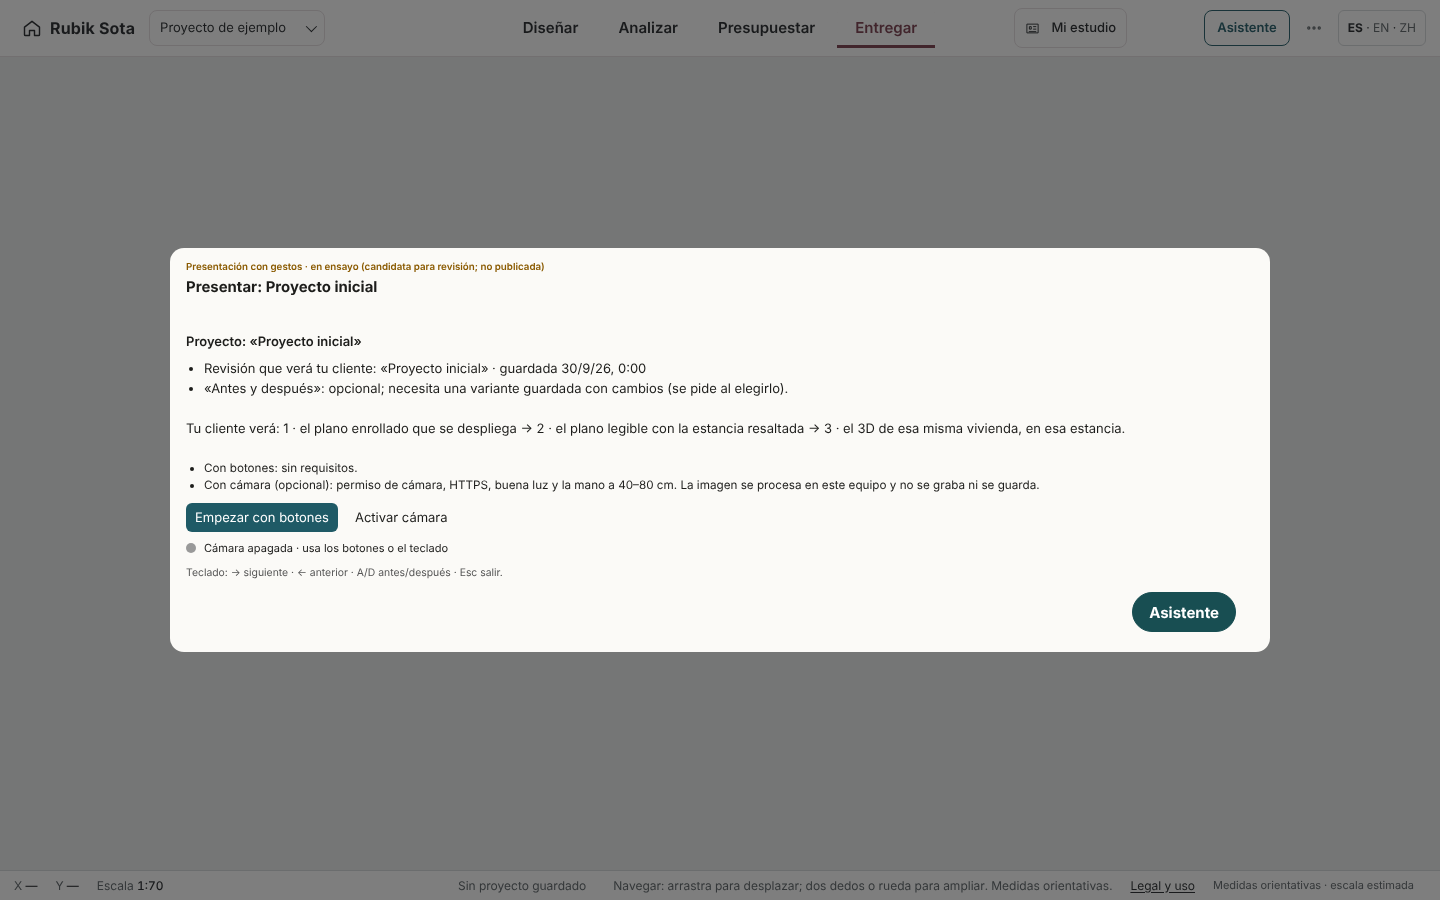 Rubik Sota
Proyecto de ejemplo
Diseñar
Analizar
Presupuestar
Entregar
Mi estudio
Asistente
ES · EN · ZH
Presentación con gestos · en ensayo (candidata para revisión; no publicada)
Presentar: Proyecto inicial
Proyecto: «Proyecto inicial»
• Revisión que verá tu cliente: «Proyecto inicial» · guardada 30/9/26, 0:00
• «Antes y después»: opcional; necesita una variante guardada con cambios (se pide al elegirlo).
Tu cliente verá: 1 · el plano enrollado que se despliega → 2 · el plano legible con la estancia resaltada → 3 · el 3D de esa misma vivienda, en esa estancia.
• Con botones: sin requisitos.
• Con cámara (opcional): permiso de cámara, HTTPS, buena luz y la mano a 40–80 cm. La imagen se procesa en este equipo y no se graba ni se guarda.
Empezar con botones
Activar cámara
Cámara apagada · usa los botones o el teclado
Teclado: → siguiente · ← anterior · A/D antes/después · Esc salir.
Asistente
X —
Y —
Escala 1:70
Sin proyecto guardado
Navegar: arrastra para desplazar; dos dedos o rueda para ampliar. Medidas orientativas.
Legal y uso
Medidas orientativas · escala estimada